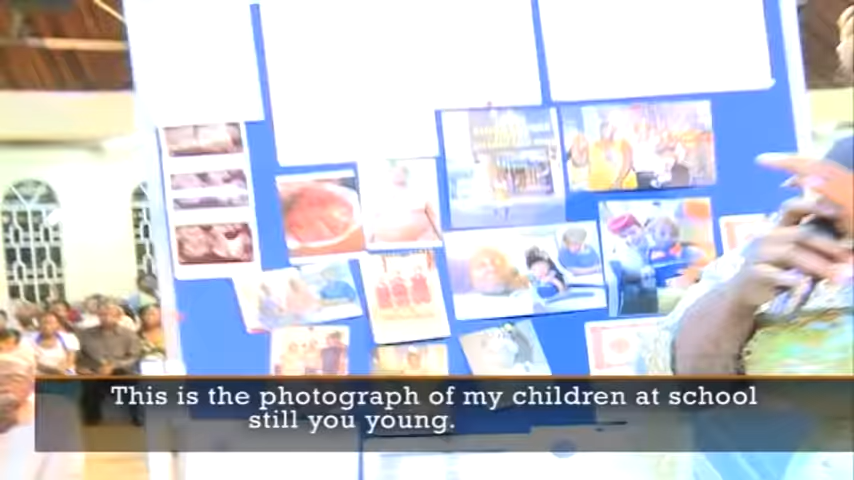 This is the photograph of my children at school
still you young.